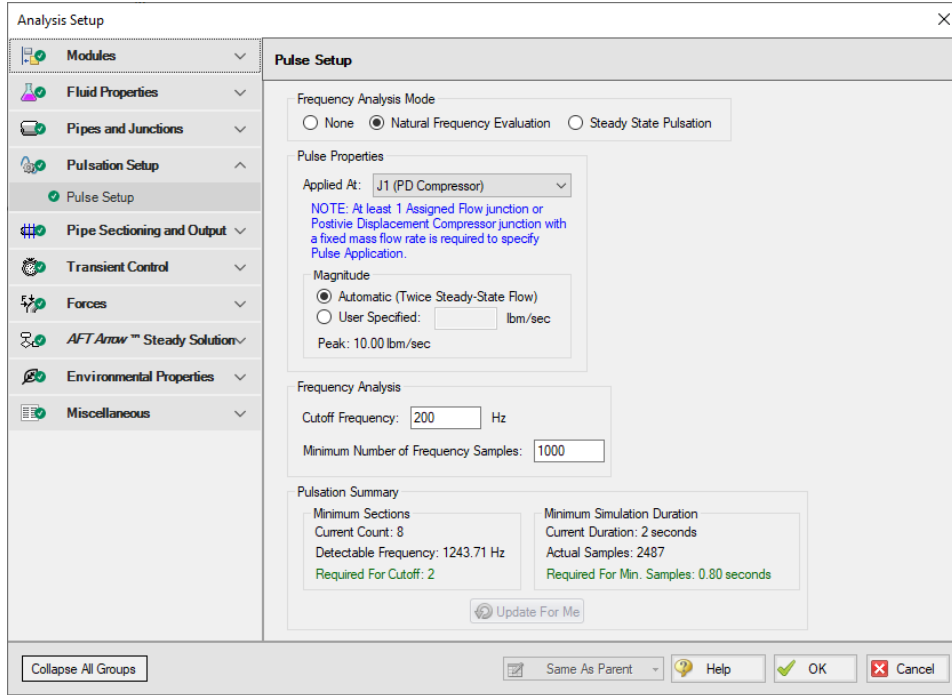 Analysis Setup
Modules
Fluid Properties
Pipes and Junctions
Pulsation Setup
Pulse Setup
Pipe Sectioning and Output
Transient Control
Forces
AFT Arrow ™ Steady Solution
Environmental Properties
Miscellaneous
Collapse All Groups
Pulse Setup
Frequency Analysis Mode
None Natural Frequency Evaluation Steady State Pulsation
Pulse Properties
Applied At: J1 (PD Compressor)
NOTE: At least 1 Assigned Flow junction or
Postivie Displacement Compressor junction with
a fixed mass flow rate is required to specify
Pulse Application.
Magnitude
Automatic (Twice Steady-State Flow)
User Specified: lbm/sec
Peak: 10.00 lbm/sec
Frequency Analysis
Cutoff Frequency: 200 Hz
Minimum Number of Frequency Samples: 1000
Pulsation Summary
Minimum Sections
Current Count: 8
Detectable Frequency: 1243.71 Hz
Required For Cutoff: 2
Minimum Simulation Duration
Current Duration: 2 seconds
Actual Samples: 2487
Required For Min. Samples: 0.80 seconds
Update For Me
Same As Parent Help OK Cancel